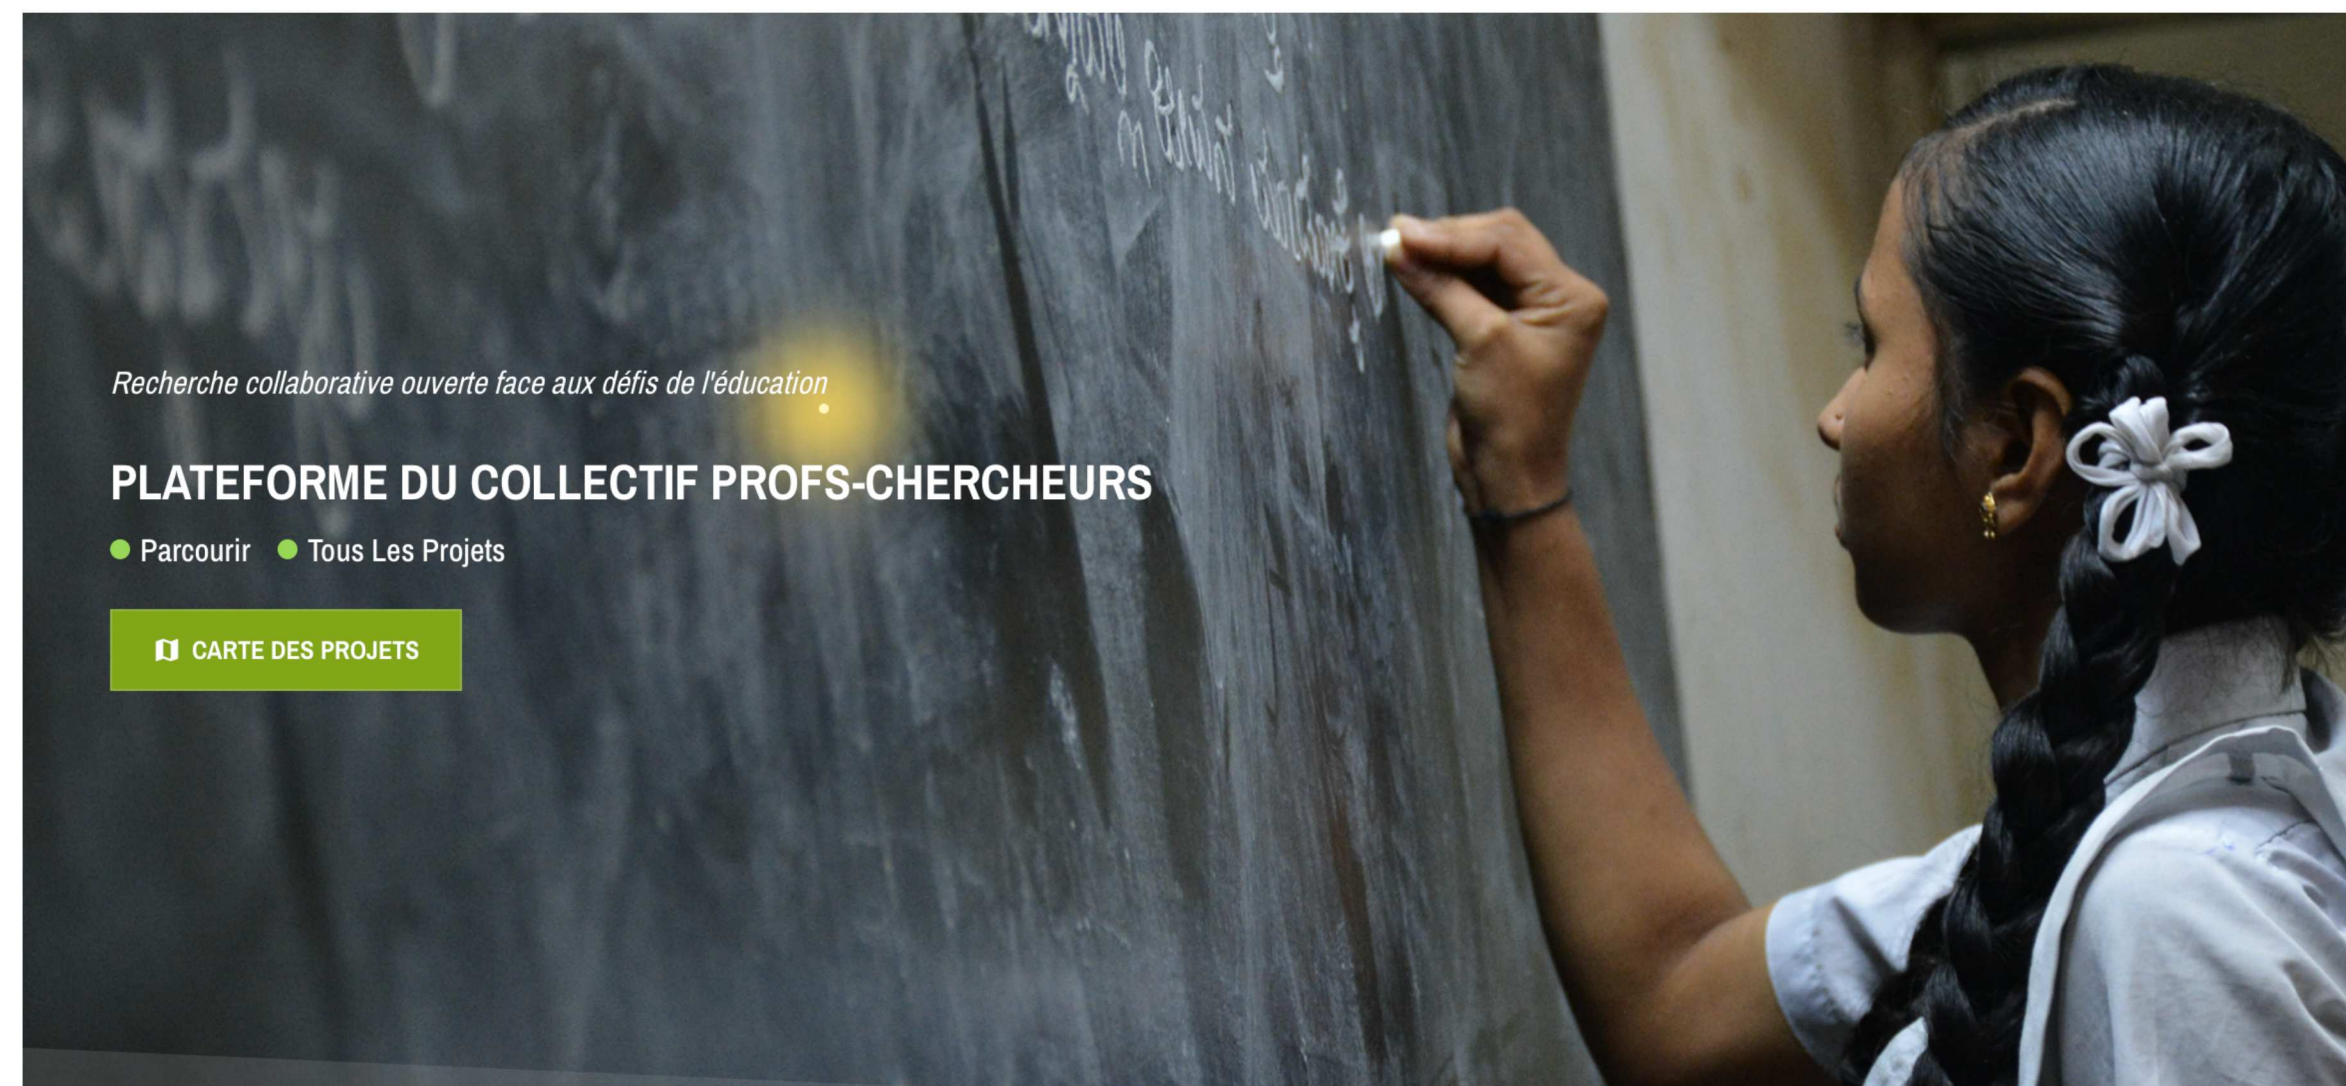 Recherche collaborative ouverte face aux défis de l'éducation
PLATEFORME DU COLLECTIF PROFS-CHERCHEURS
Parcourir Tous Les Projets
CARTE DES PROJETS